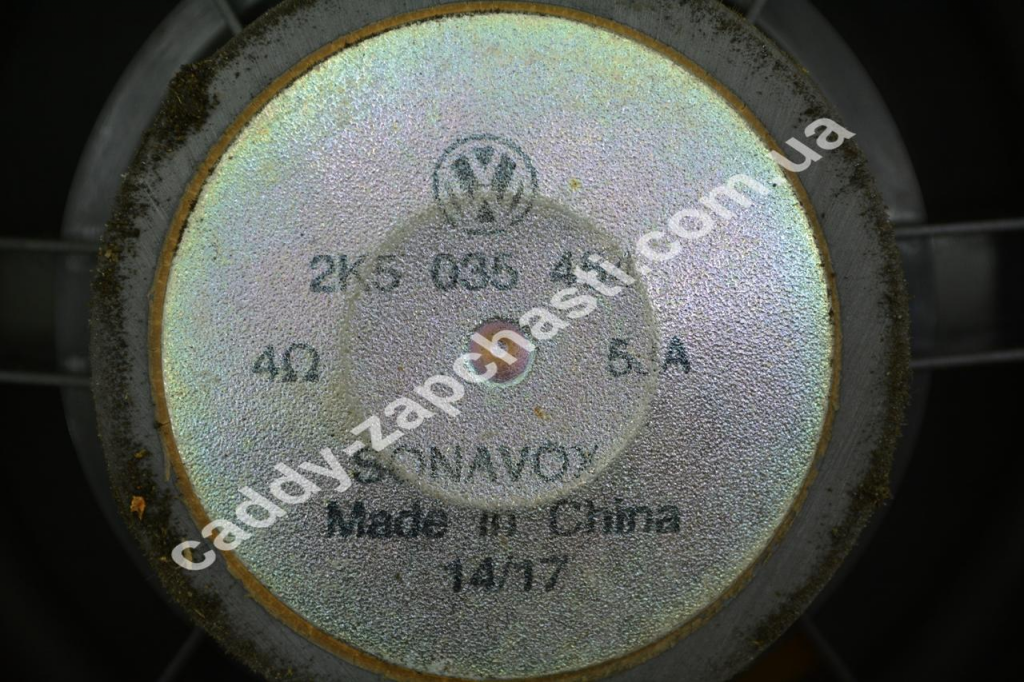 2K5 035
4Ω
SONAVOX
Made in China
14/17
caddy-zapchasti.com.ua